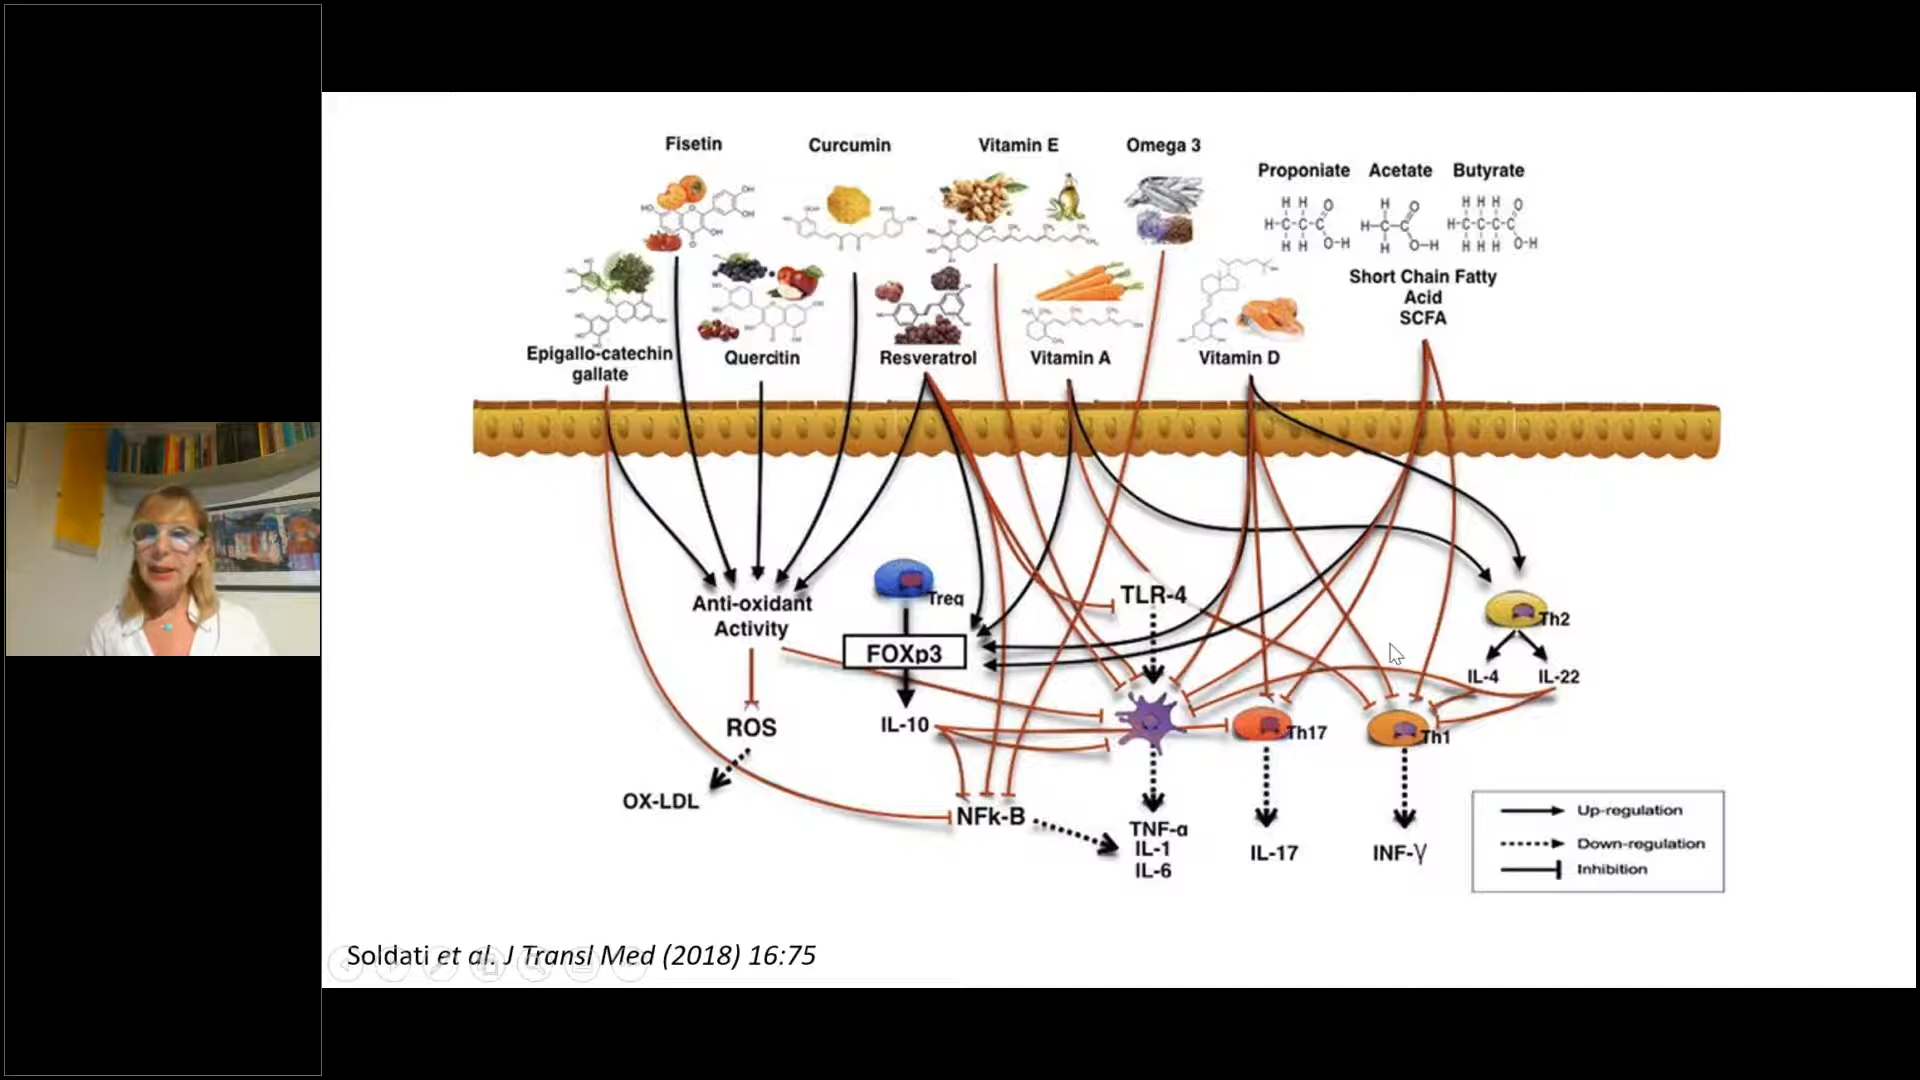 Fisetin
Curcumin
Vitamin E
Omega 3
Proponiate
Acetate
Butyrate
Short Chain Fatty
Acid
SCFA
Epigallo-catechin
gallate
Quercitin
Resveratrol
Vitamin A
Vitamin D
Anti-oxidant
Activity
Treq
FOXp3
TLR-4
Th2
IL-4
IL-22
ROS
IL-10
Th17
Th1
OX-LDL
NFk-B
TNF-α
IL-1
IL-6
IL-17
INF-γ
Up-regulation
Down-regulation
Inhibition
Soldati et al. J Transl Med (2018) 16:75